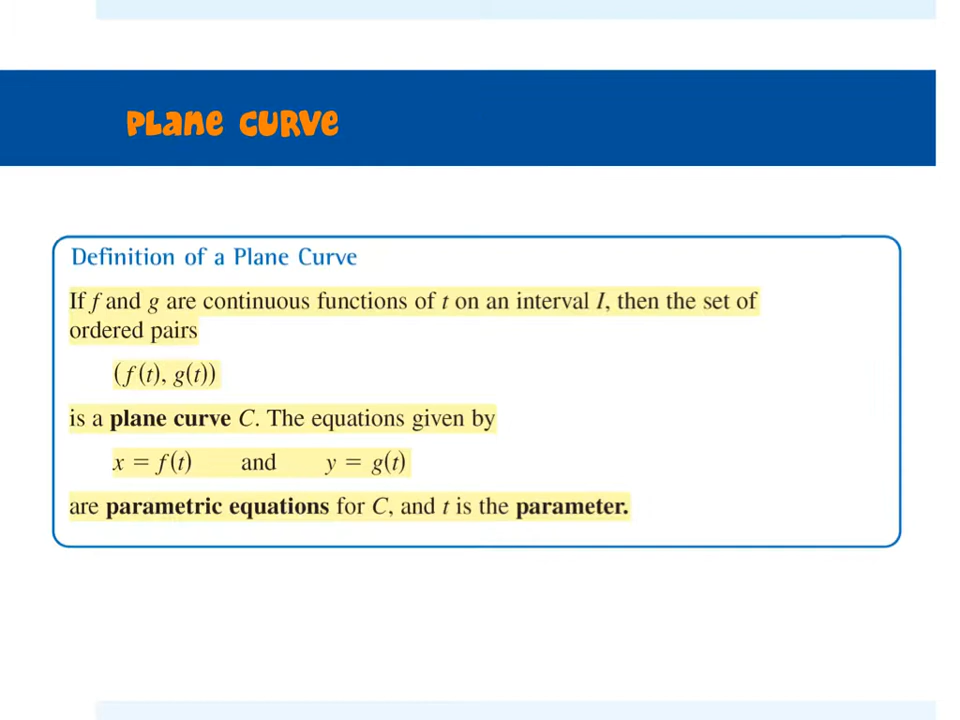 PLANE CURVE
Definition of a Plane Curve
If f and g are continuous functions of t on an interval I, then the set of
ordered pairs
(f(t), g(t))
is a plane curve C. The equations given by
x = f(t) and y = g(t)
are parametric equations for C, and t is the parameter.